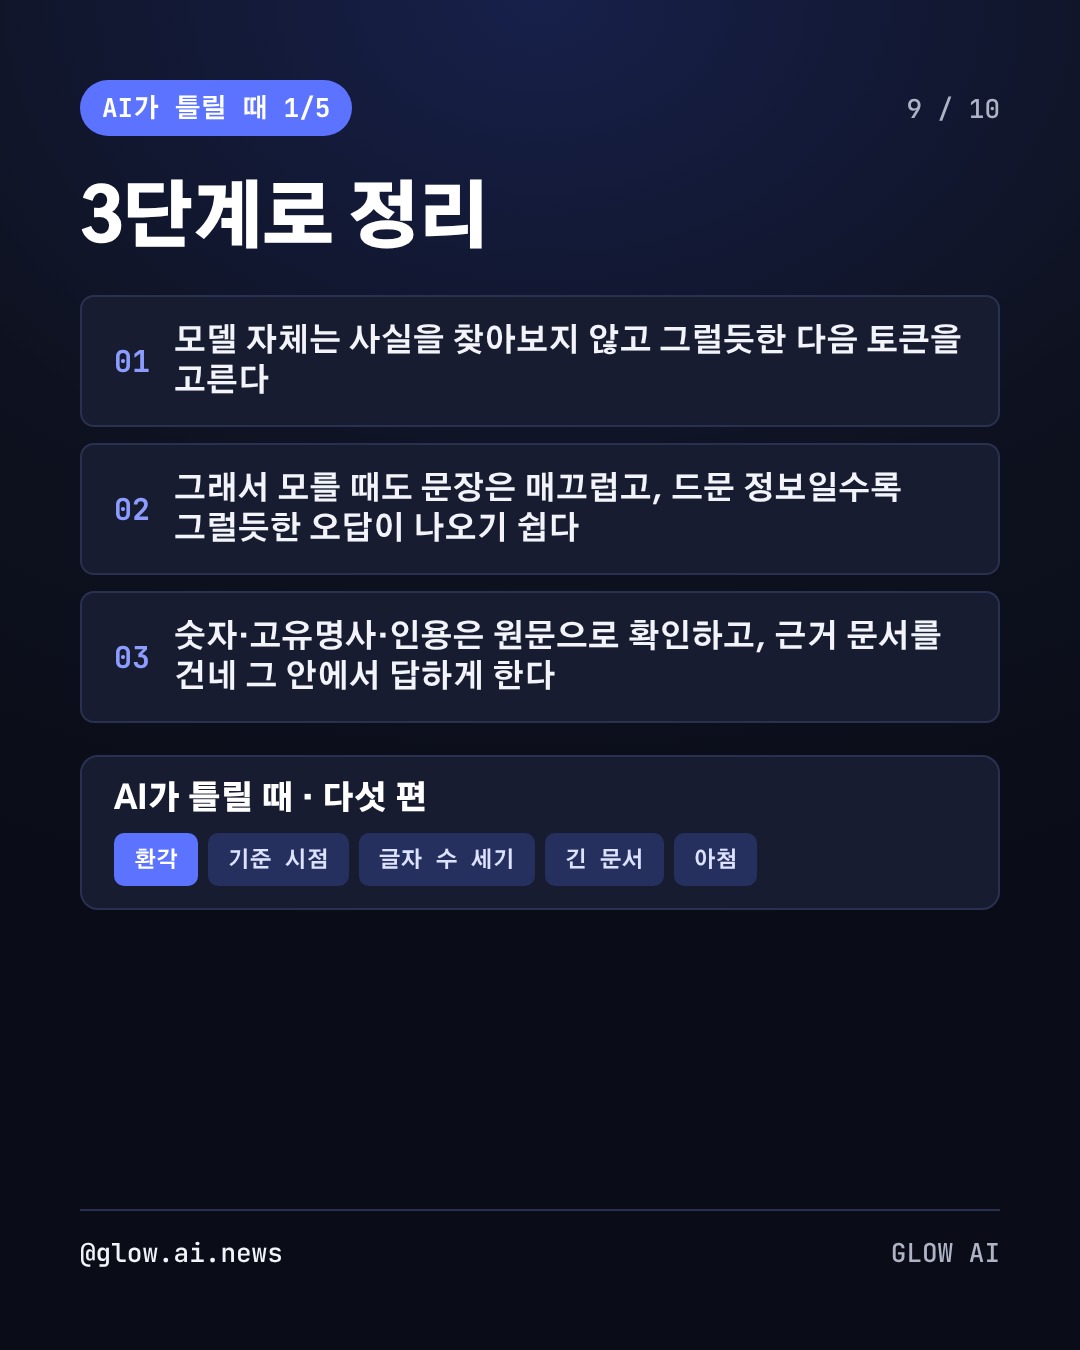 AI가 틀릴 때 1/5
9 / 10
3단계로 정리
01
모델 자체는 사실을 찾아보지 않고 그럴듯한 다음 토큰을
고른다
02
그래서 모를 때도 문장은 매끄럽고, 드문 정보일수록
그럴듯한 오답이 나오기 쉽다
03
숫자·고유명사·인용은 원문으로 확인하고, 근거 문서를
건네 그 안에서 답하게 한다
AI가 틀릴 때 · 다섯 편
환각 기준 시점 글자 수 세기 긴 문서 아첨
@glow.ai.news
GLOW AI